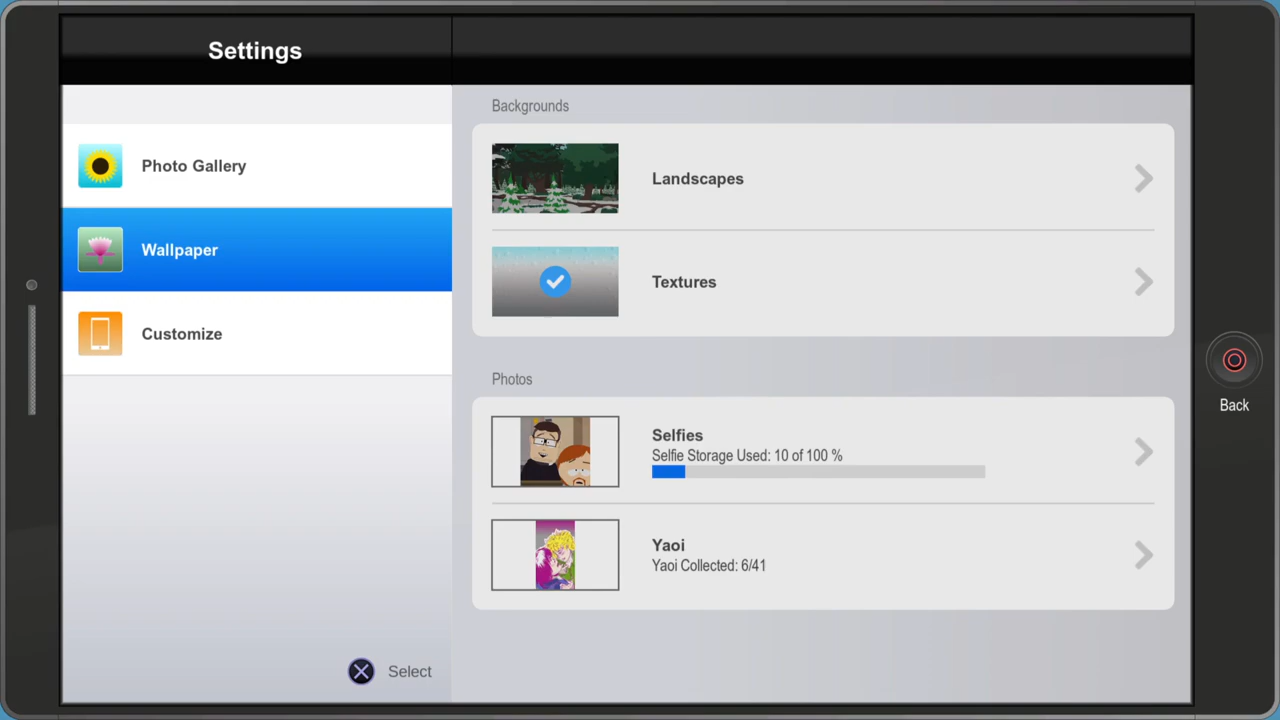 Settings
Photo Gallery
Wallpaper
Customize
Select
Backgrounds
Landscapes
Textures
Photos
Selfies
Selfie Storage Used: 10 of 100 %
Yaoi
Yaoi Collected: 6/41
Back